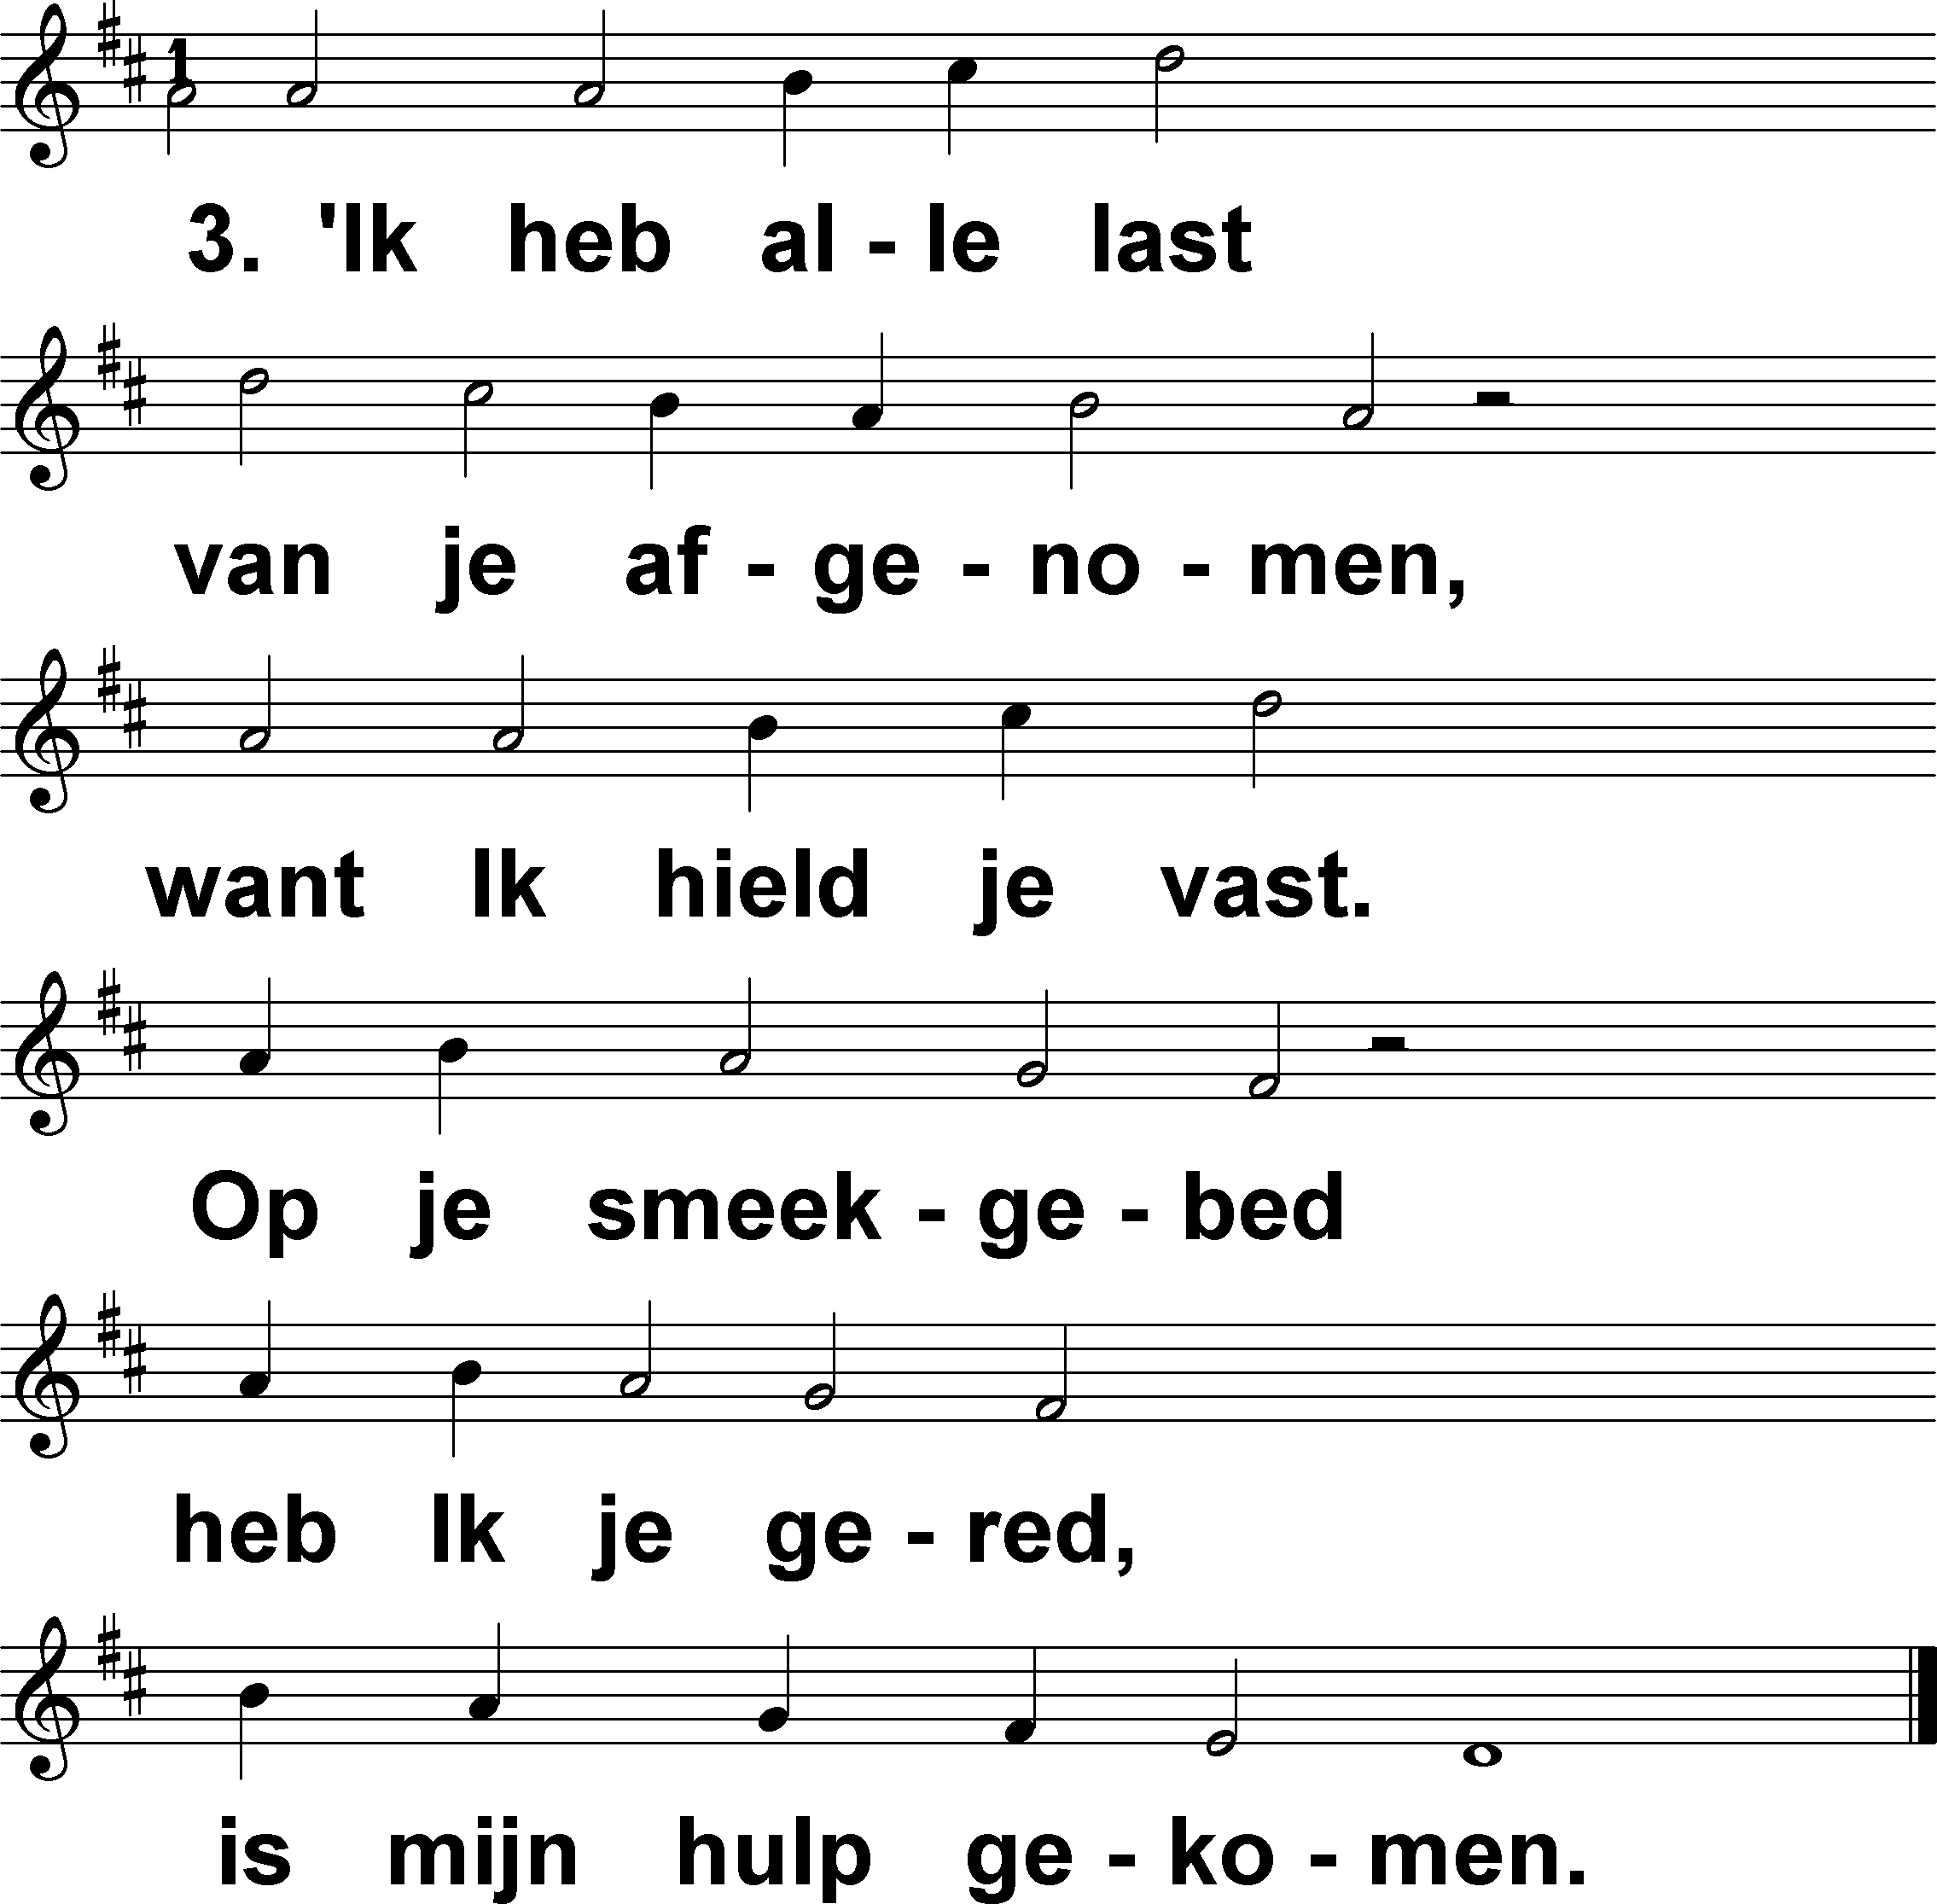 1
3. 'Ik heb al - le last
van je af - ge - no - men,
want Ik hield je vast.
Op je smeek - ge - bed
heb Ik je ge - red,
is mijn hulp ge - ko - men.